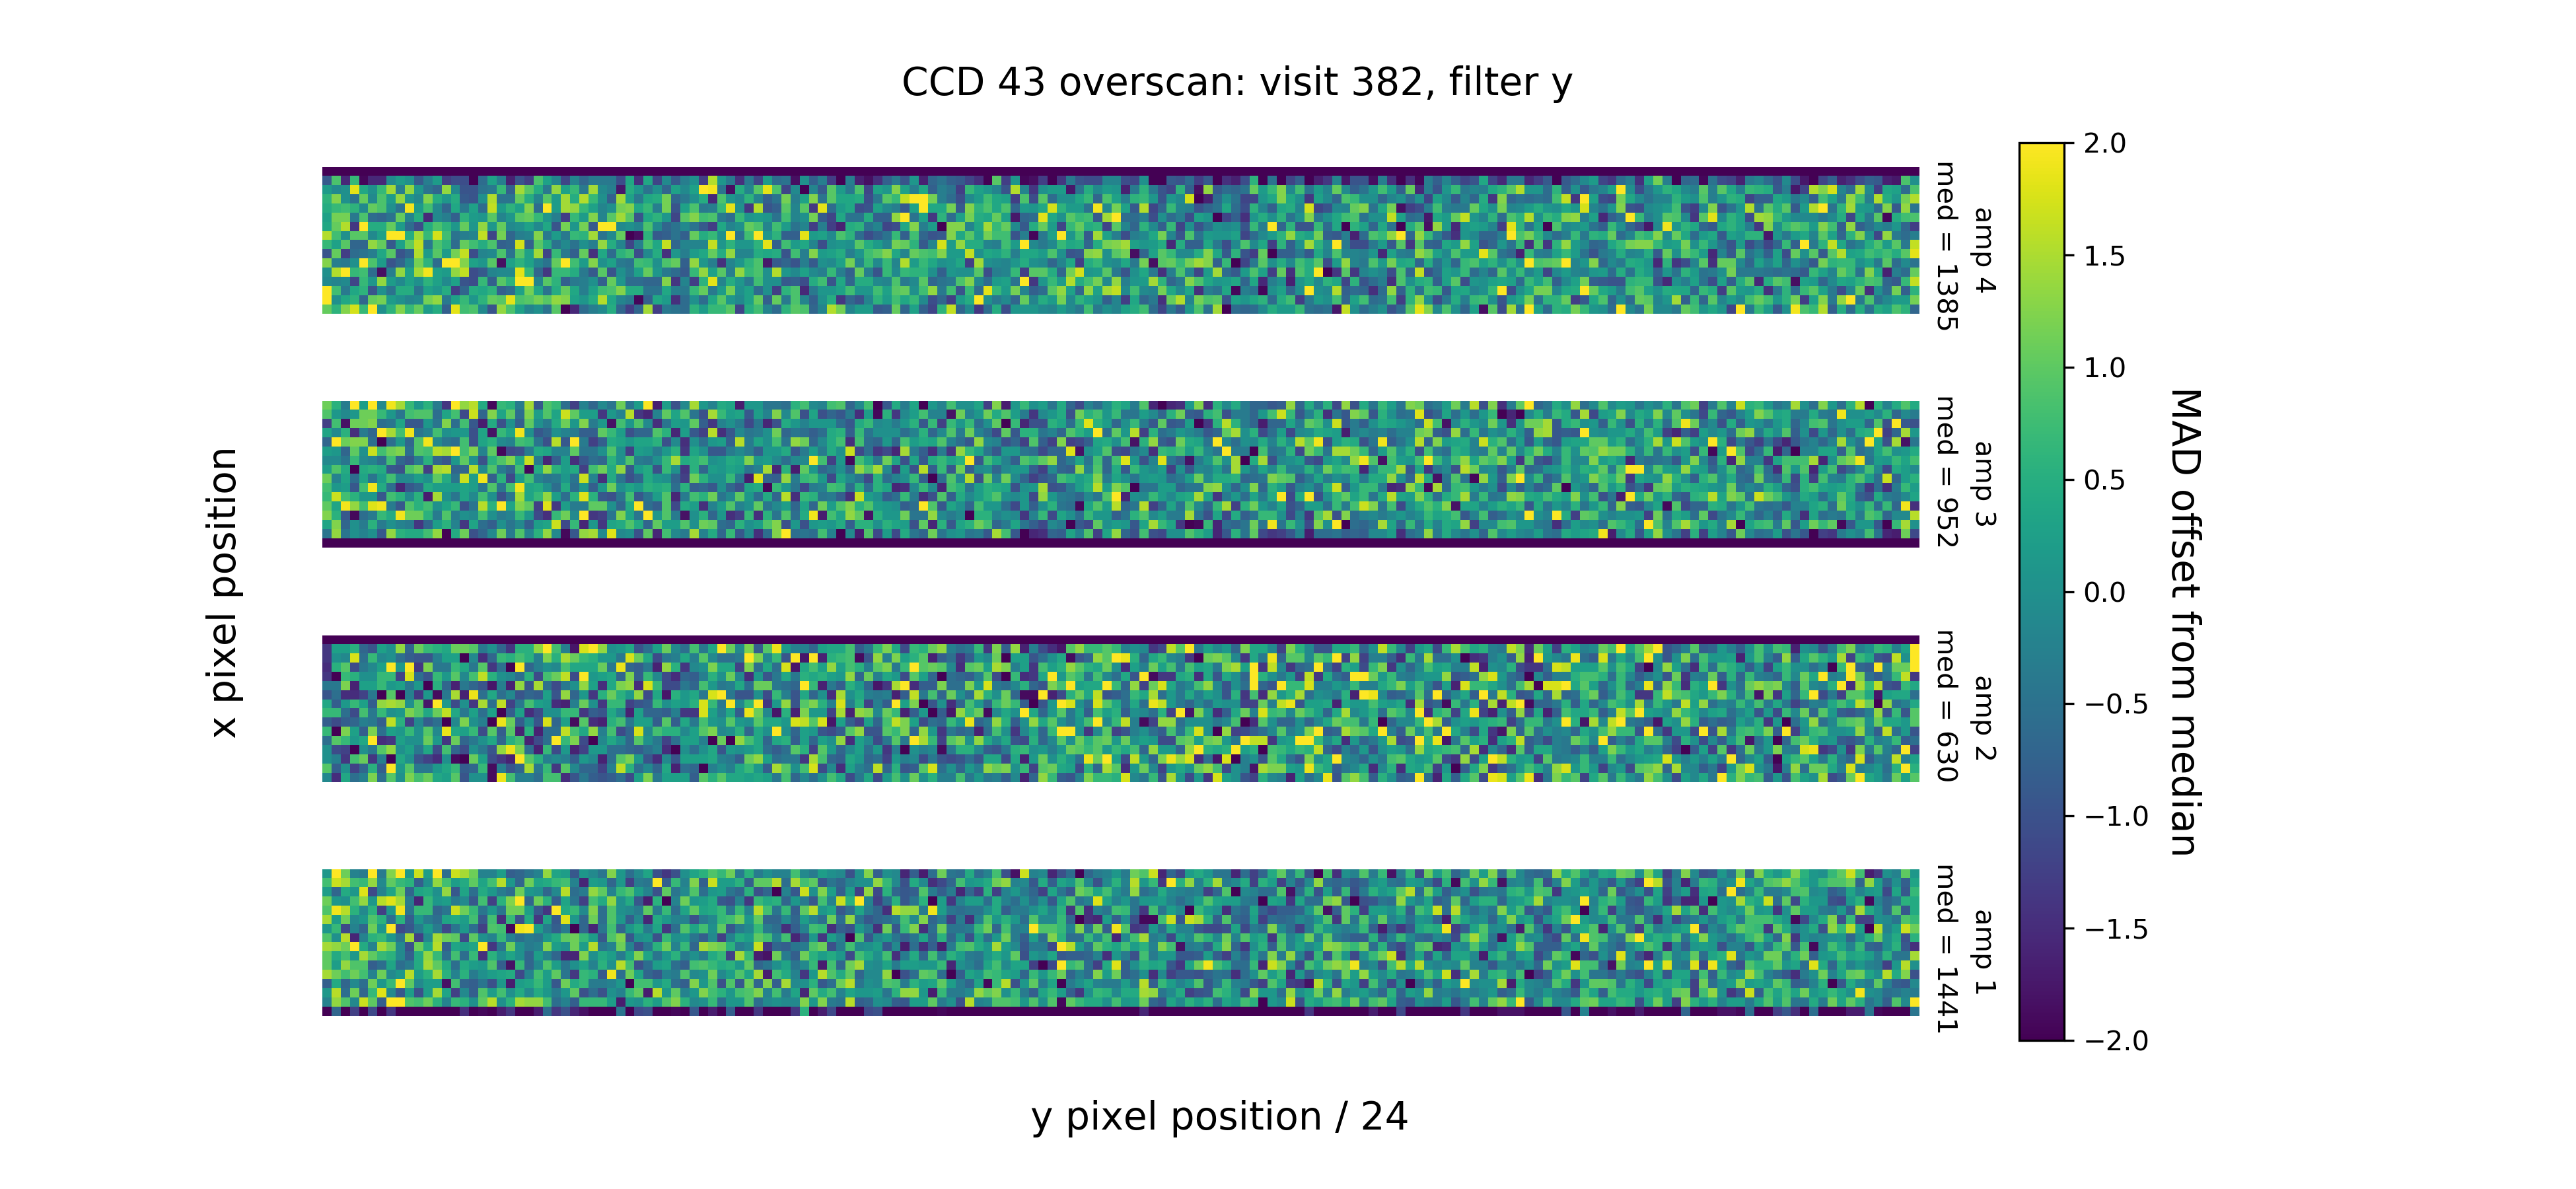 CCD 43 overscan: visit 382, filter y
x pixel position
amp 4
med = 1385
amp 3
med = 952
amp 2
med = 630
amp 1
med = 1441
2.0
1.5
1.0
0.5
0.0
−0.5
−1.0
−1.5
−2.0
MAD offset from median
y pixel position / 24